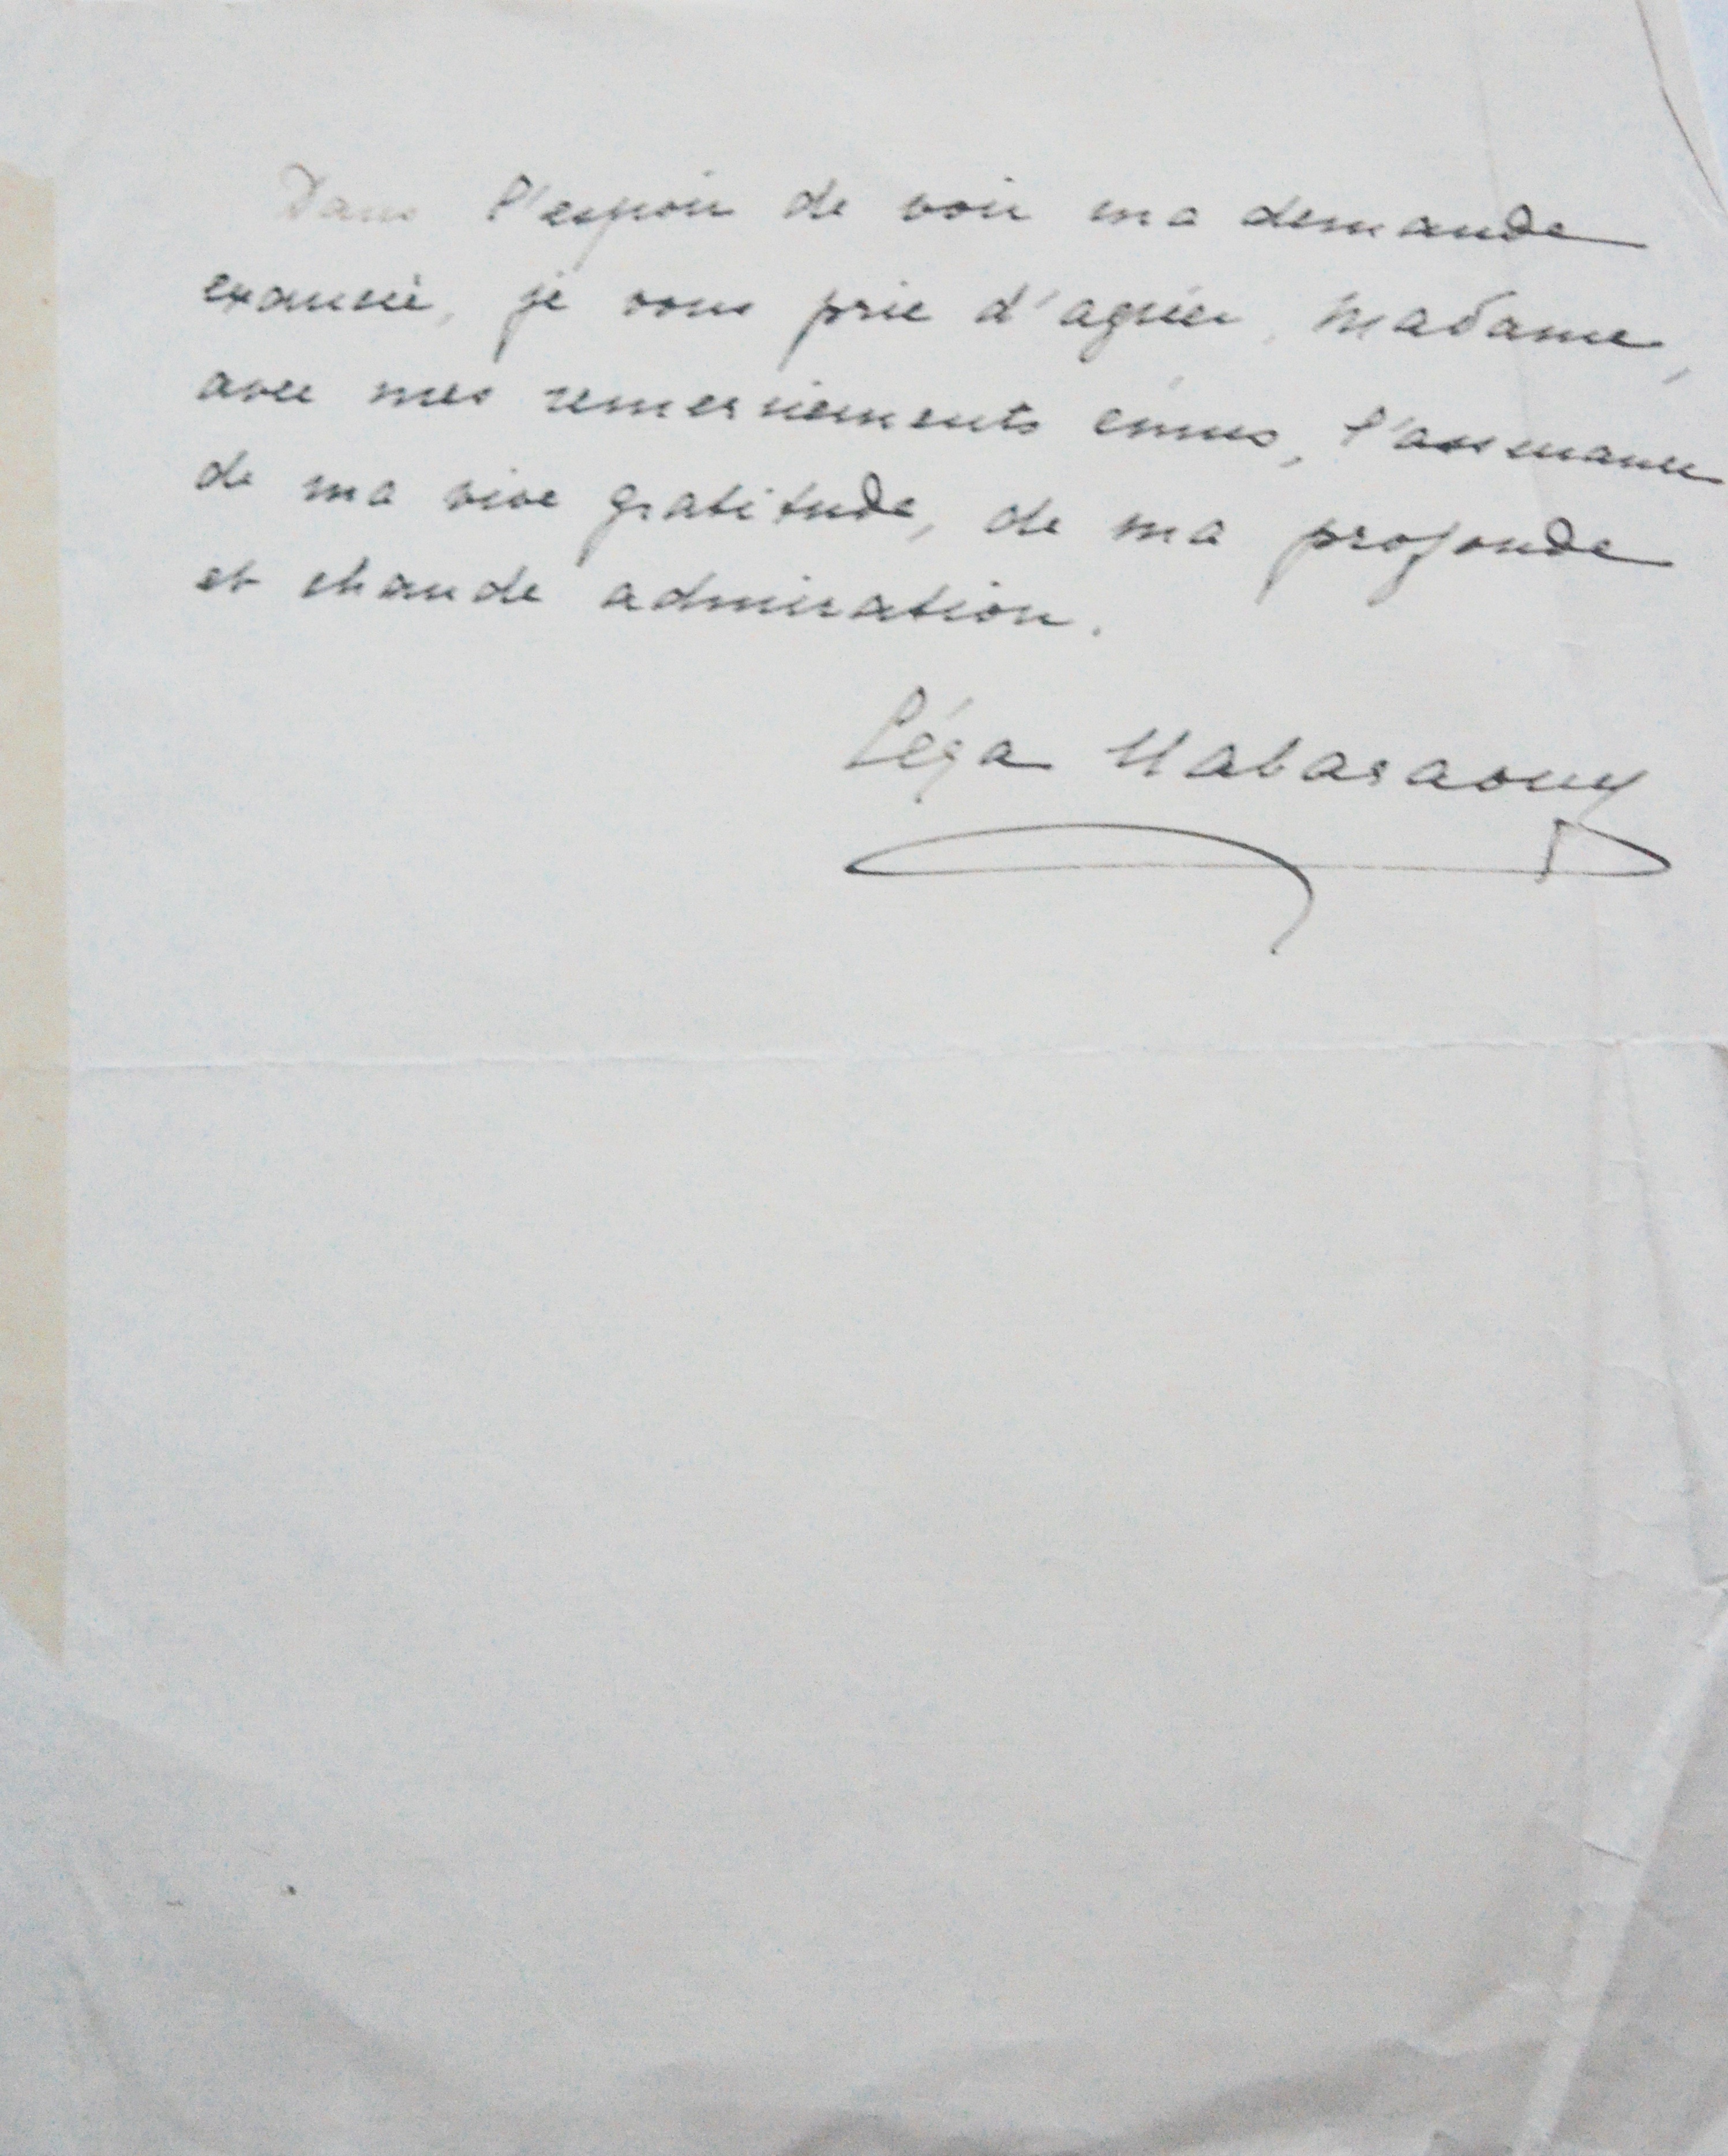 Dans l'espoir de voir ma demande
exaucée, je vous prie d'agréer, Madame,
avec mes remerciements émus, l'assurance
de ma vive gratitude, de ma profonde
et chaude admiration.